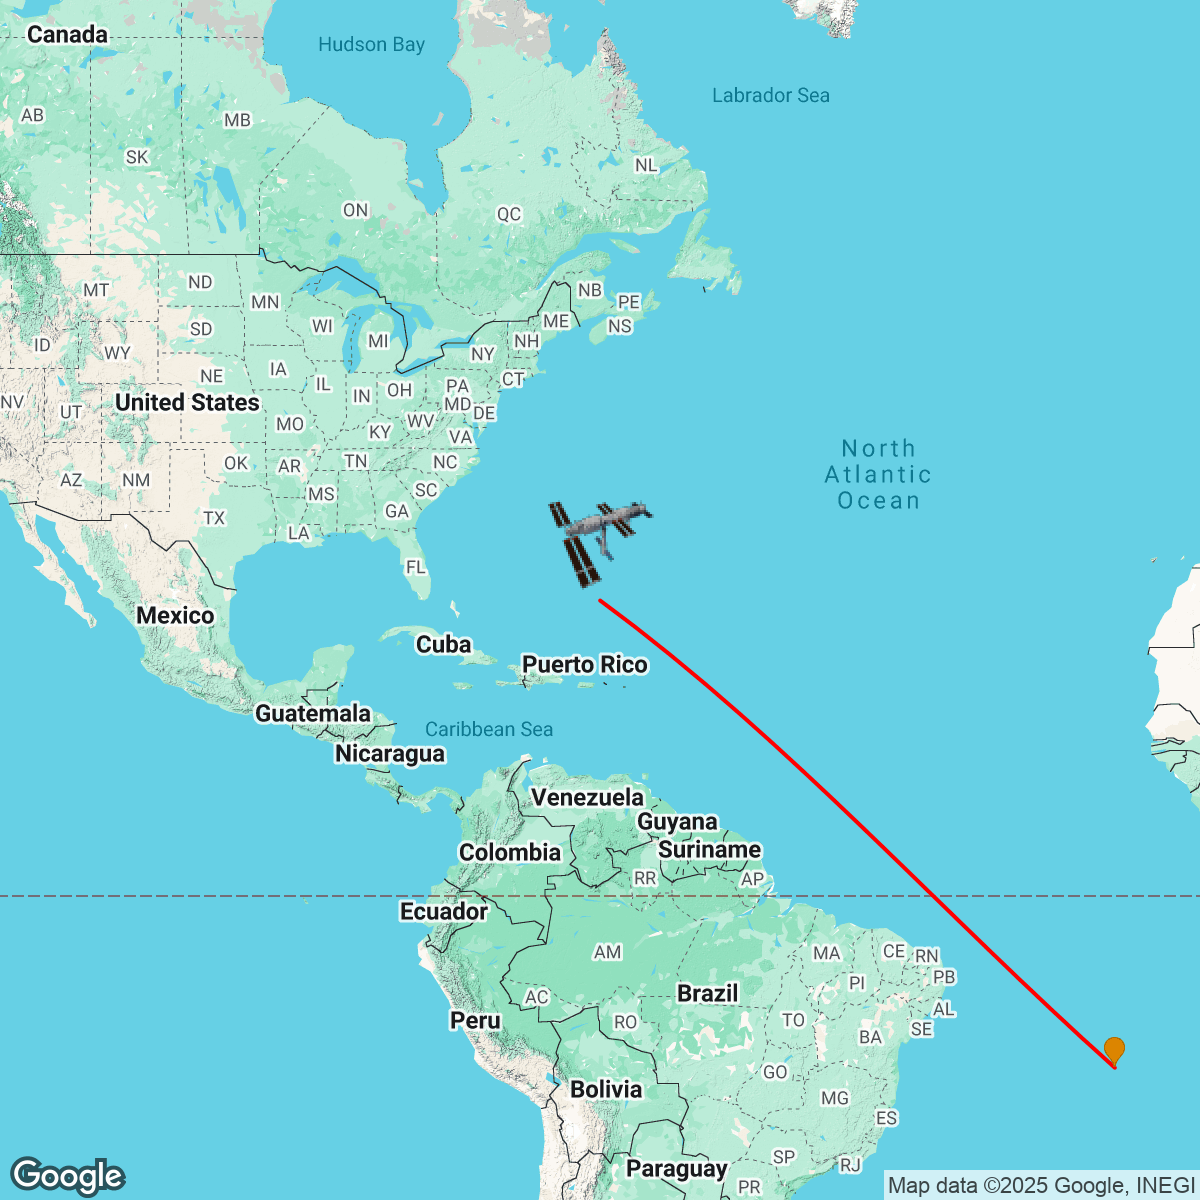 Canada
Hudson Bay
Labrador Sea
AB
MB
SK
NL
ON
QC
ND
MT
MN
NB
PE
WI
ME
NS
SD
ID
MI
NH
WY
NY
IA
NE
IL
OH
PA
CT
IN
NV
UT
United States
MD
DE
MO
WV
KY
VA
North
Atlantic
Ocean
OK
AR
TN
NC
AZ
NM
MS
SC
TX
GA
LA
FL
Mexico
Cuba
Puerto Rico
Guatemala
Caribbean Sea
Nicaragua
Venezuela
Guyana
Colombia
Suriname
RR
AP
Ecuador
AM
MA
CE
RN
PI
PB
AC
Brazil
AL
Peru
RO
TO
SE
BA
GO
Bolivia
MG
ES
SP
RJ
Paraguay
PR
Google
Map data ©2025 Google, INEGI